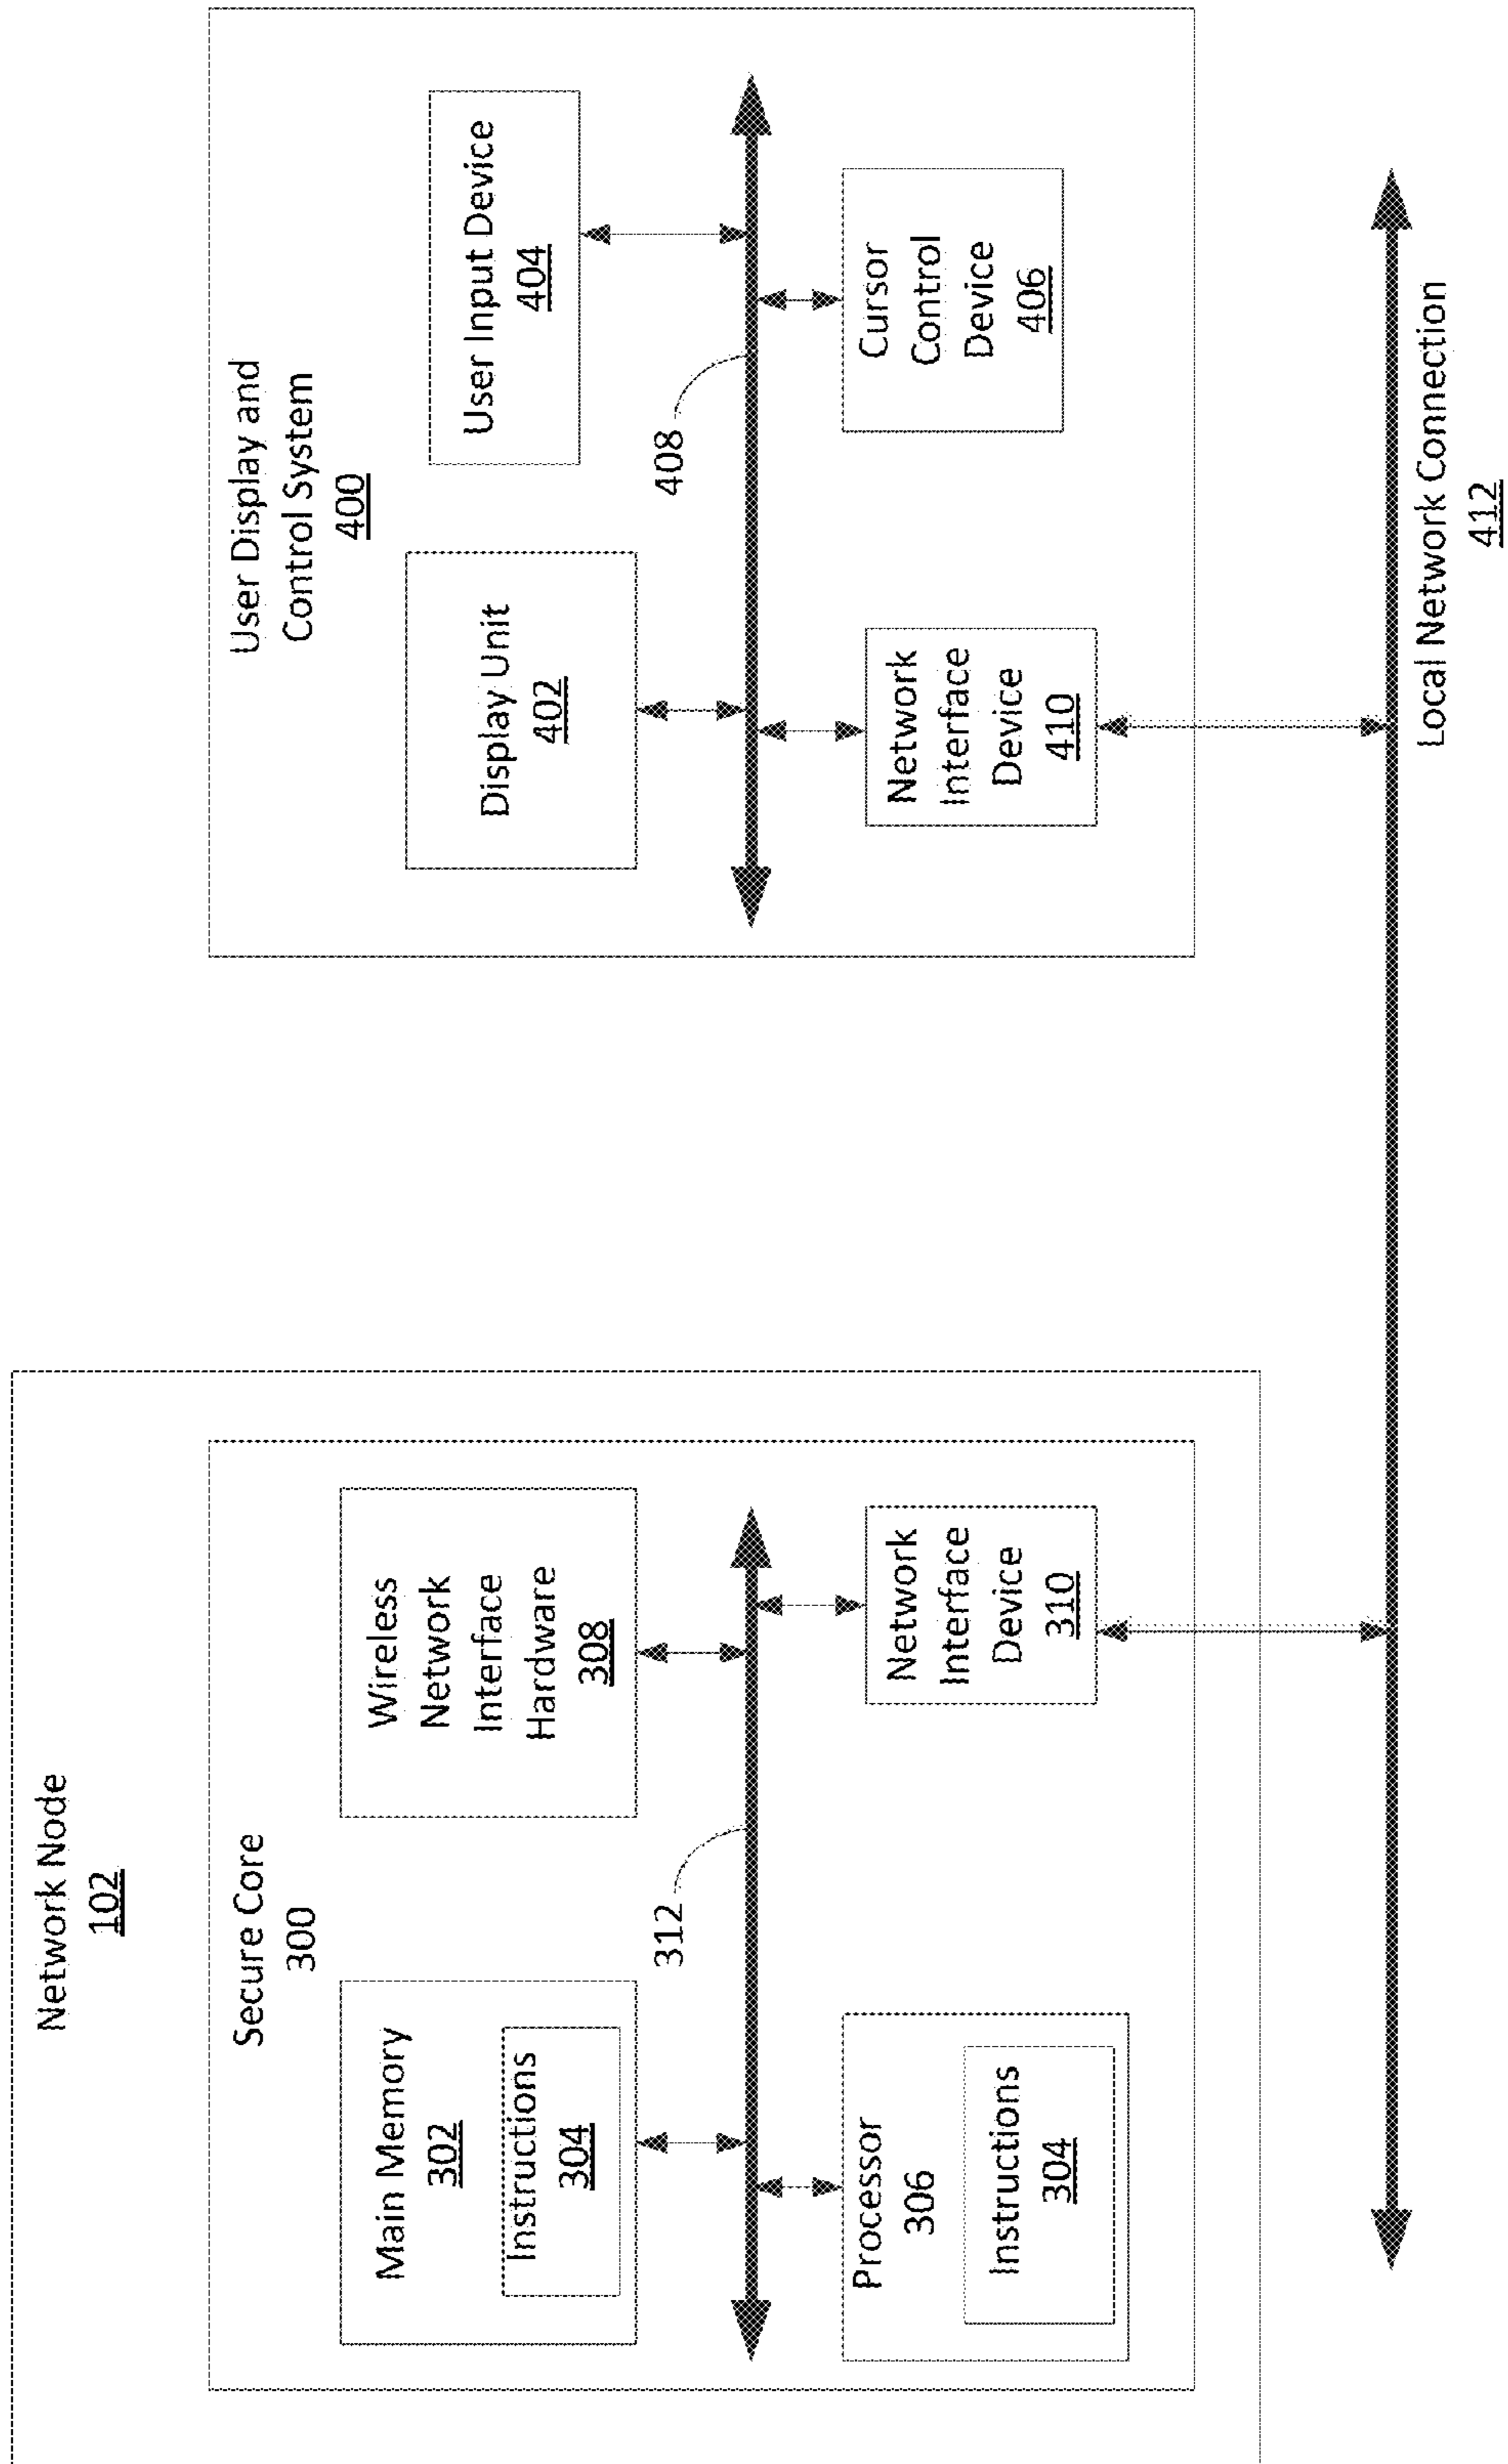 Network Node
102
Secure Core
300
Main Memory
302
Instructions
304
Wireless
Network
Interface
Hardware
308
312
Processor
306
Instructions
304
Network
Interface
Device
310
User Display and
Control System
400
Display Unit
402
User Input Device
404
408
Network
Interface
Device
410
Cursor
Control
Device
406
Local Network Connection
412